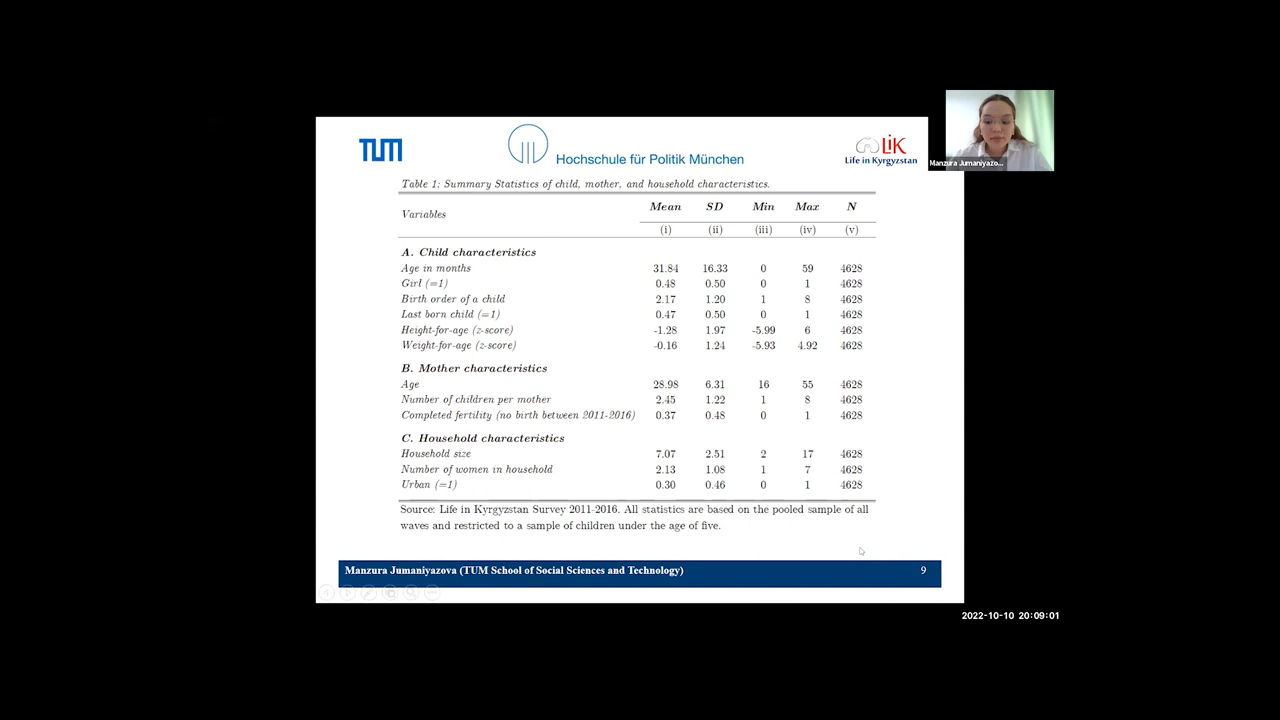 TUM
Hochschule für Politik München
LiK
Life in Kyrgyzstan
Manzura Jumaniyazo...
Table 1: Summary Statistics of child, mother, and household characteristics.
Variables Mean SD Min Max N
(i) (ii) (iii) (iv) (v)
A. Child characteristics
Age in months 31.84 16.33 0 59 4628
Girl (=1) 0.48 0.50 0 1 4628
Birth order of a child 2.17 1.20 1 8 4628
Last born child (=1) 0.47 0.50 0 1 4628
Height-for-age (z-score) -1.28 1.97 -5.99 6 4628
Weight-for-age (z-score) -0.16 1.24 -5.93 4.92 4628
B. Mother characteristics
Age 28.98 6.31 16 55 4628
Number of children per mother 2.45 1.22 1 8 4628
Completed fertility (no birth between 2011-2016) 0.37 0.48 0 1 4628
C. Household characteristics
Household size 7.07 2.51 2 17 4628
Number of women in household 2.13 1.08 1 7 4628
Urban (=1) 0.30 0.46 0 1 4628
Source: Life in Kyrgyzstan Survey 2011-2016. All statistics are based on the pooled sample of all
waves and restricted to a sample of children under the age of five.
Manzura Jumaniyazova (TUM School of Social Sciences and Technology) 9
2022-10-10 20:09:01